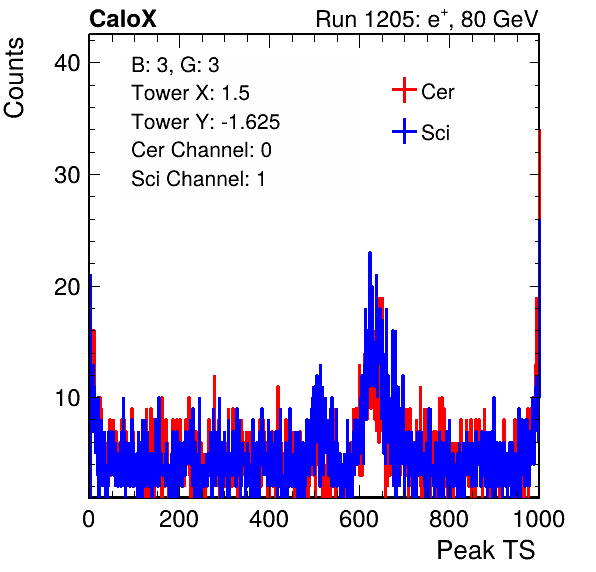 CaloX Run 1205: e⁺, 80 GeV
Counts
40
30
20
10
B: 3, G: 3
Tower X: 1.5
Tower Y: -1.625
Cer Channel: 0
Sci Channel: 1
Cer
Sci
0 200 400 600 800 1000
Peak TS